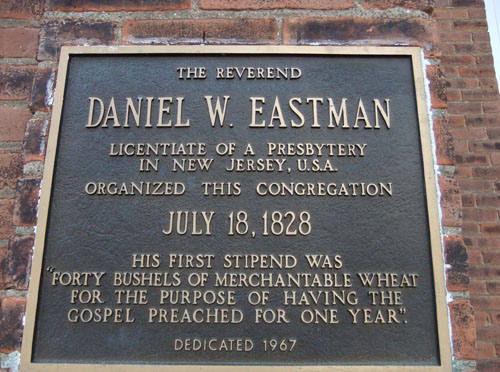 THE REVEREND
DANIEL W. EASTMAN
LICENTIATE OF A PRESBYTERY
IN NEW JERSEY, U.S.A.
ORGANIZED THIS CONGREGATION
JULY 18, 1828
HIS FIRST STIPEND WAS
"FORTY BUSHELS OF MERCHANTABLE WHEAT
FOR THE PURPOSE OF HAVING THE
GOSPEL PREACHED FOR ONE YEAR".
DEDICATED 1967